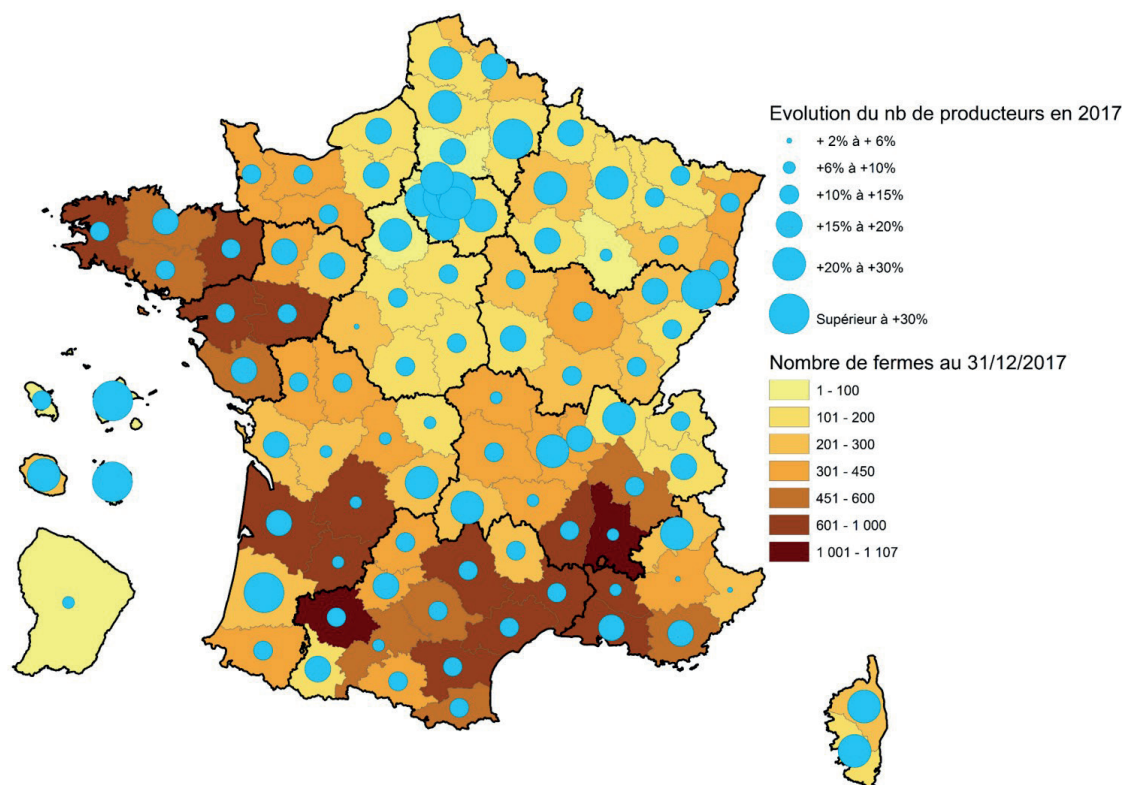 Evolution du nb de producteurs en 2017
+ 2% à + 6%
+6% à +10%
+10% à +15%
+15% à +20%
+20% à +30%
Supérieur à +30%
Nombre de fermes au 31/12/2017
1 - 100
101 - 200
201 - 300
301 - 450
451 - 600
601 - 1 000
1 001 - 1 107